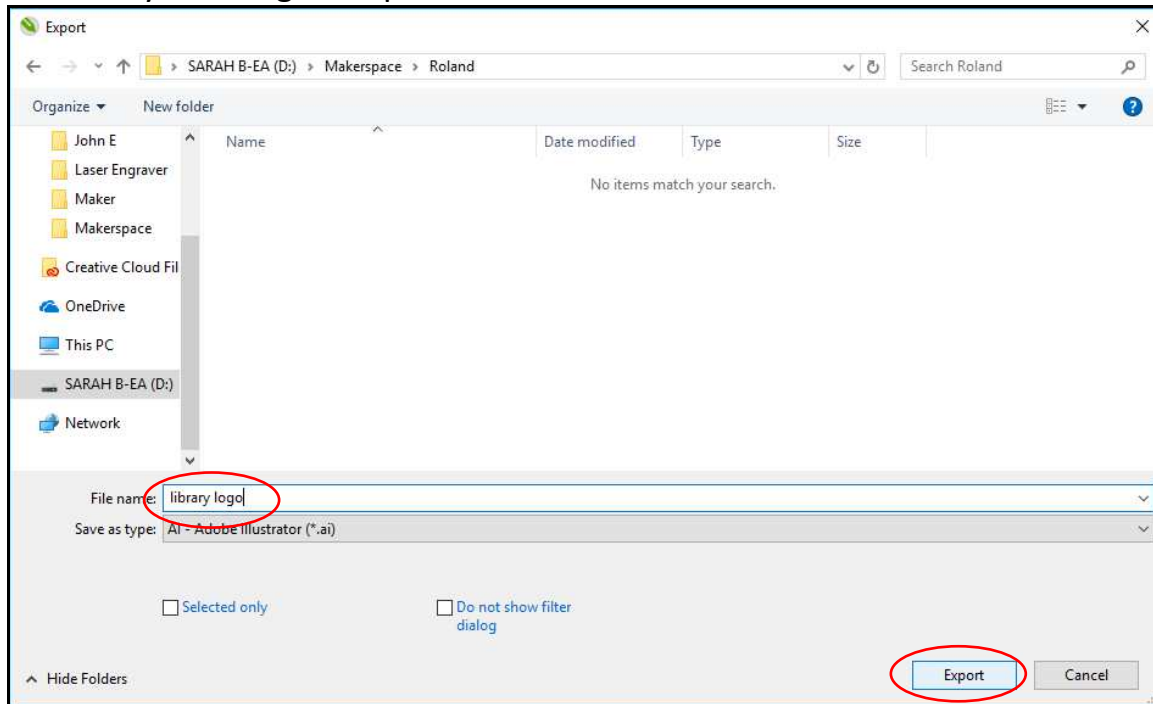 Export
SARAH B-EA (D:) > Makerspace > Roland
Search Roland
Organize
New folder
Name
Date modified
Type
Size
No items match your search.
John E
Laser Engraver
Maker
Makerspace
Creative Cloud Fil
OneDrive
This PC
SARAH B-EA (D:)
Network
File name: library logo
Save as type: AI - Adobe Illustrator (*.ai)
Selected only
Do not show filter
dialog
Hide Folders
Export
Cancel